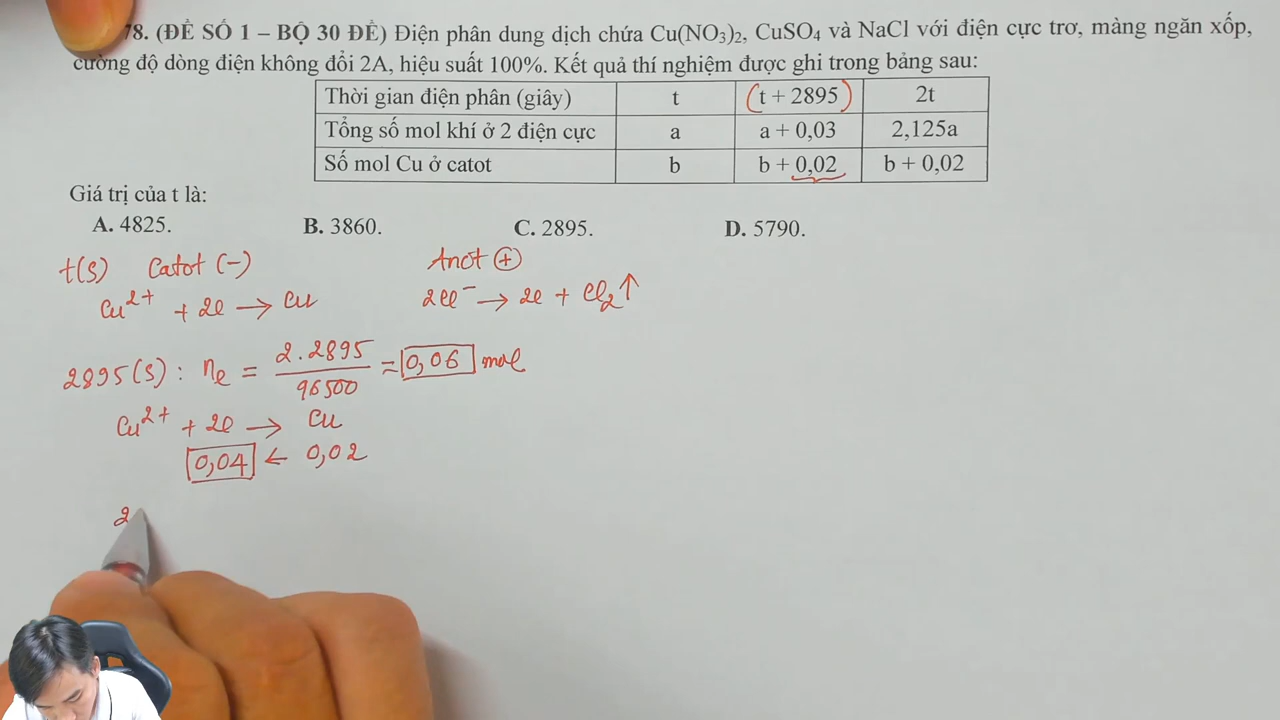 78. (ĐỀ SỐ 1 – BỘ 30 ĐỀ) Điện phân dung dịch chứa Cu(NO₃)₂, CuSO₄ và NaCl với điện cực trơ, màng ngăn xốp,
cường độ dòng điện không đổi 2A, hiệu suất 100%. Kết quả thí nghiệm được ghi trong bảng sau:
Thời gian điện phân (giây) t (t + 2895) 2t
Tổng số mol khí ở 2 điện cực a a + 0,03 2,125a
Số mol Cu ở catot b b + 0,02 b + 0,02
Giá trị của t là:
A. 4825. B. 3860. C. 2895. D. 5790.
t(s) Catot (-) Anot (+)
Cu²⁺ + 2e → Cu 2Cl⁻ → 2e + Cl₂↑
2895(s) : nₑ = 2.2895 / 96500 = 0,06 mol
Cu²⁺ + 2e → Cu
0,04 ← 0,02
2